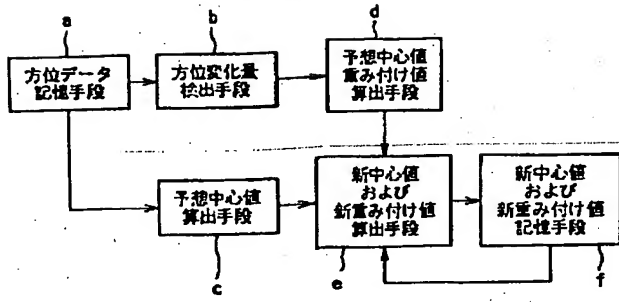 a
方位データ
記憶手段
b
方位変化量
検出手段
d
予想中心値
重み付け値
算出手段
予想中心値
算出手段
c
新中心値
および
新重み付け値
算出手段
e
新中心値
および
新重み付け値
記憶手段
f